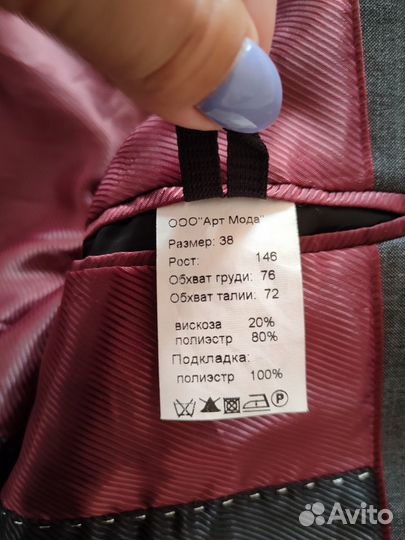 ООО"Арт Мода"
Размер: 38
Рост: 146
Обхват груди: 76
Обхват талии: 72
вискоза 20%
полиэстр 80%
Подкладка:
полиэстр 100%
P
Avito